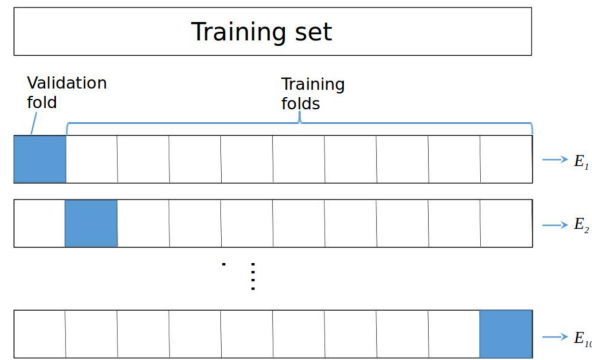 Training set
Validation
fold
Training
folds
E1
E2
E10